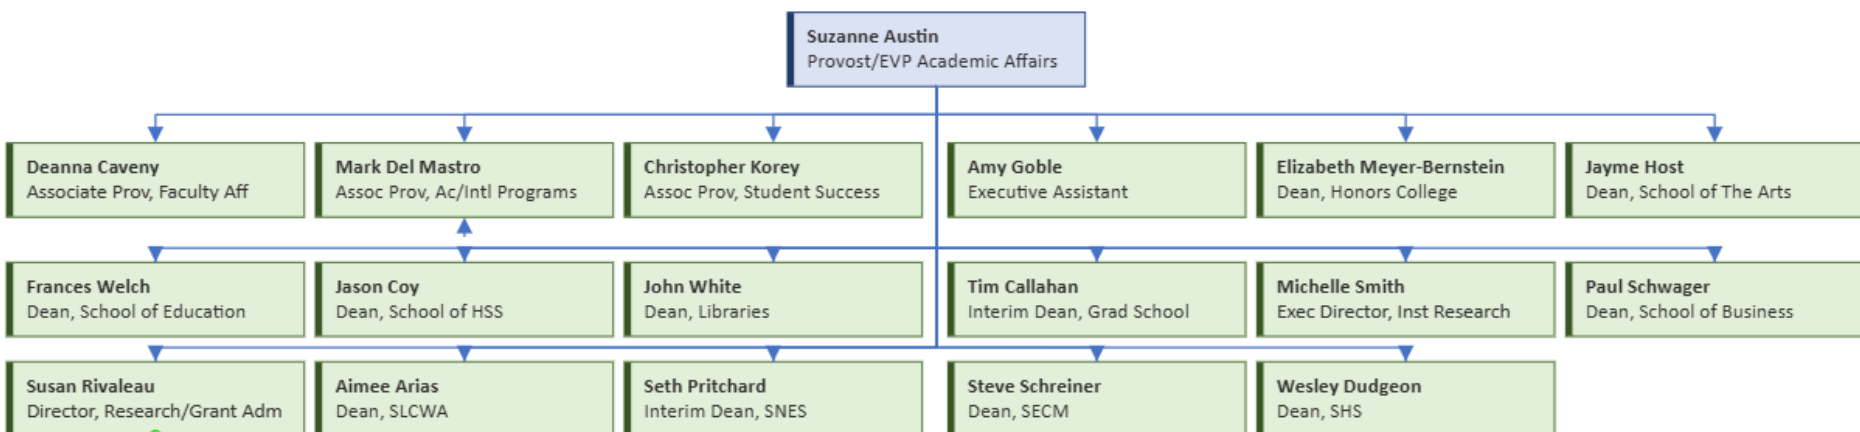 Suzanne Austin
Provost/EVP Academic Affairs
Deanna Caveny
Associate Prov, Faculty Aff
Mark Del Mastro
Assoc Prov, Ac/Intl Programs
Christopher Korey
Assoc Prov, Student Success
Amy Goble
Executive Assistant
Elizabeth Meyer-Bernstein
Dean, Honors College
Jayme Host
Dean, School of The Arts
Frances Welch
Dean, School of Education
Jason Coy
Dean, School of HSS
John White
Dean, Libraries
Tim Callahan
Interim Dean, Grad School
Michelle Smith
Exec Director, Inst Research
Paul Schwager
Dean, School of Business
Susan Rivaleau
Director, Research/Grant Adm
Aimee Arias
Dean, SLCWA
Seth Pritchard
Interim Dean, SNES
Steve Schreiner
Dean, SECM
Wesley Dudgeon
Dean, SHS